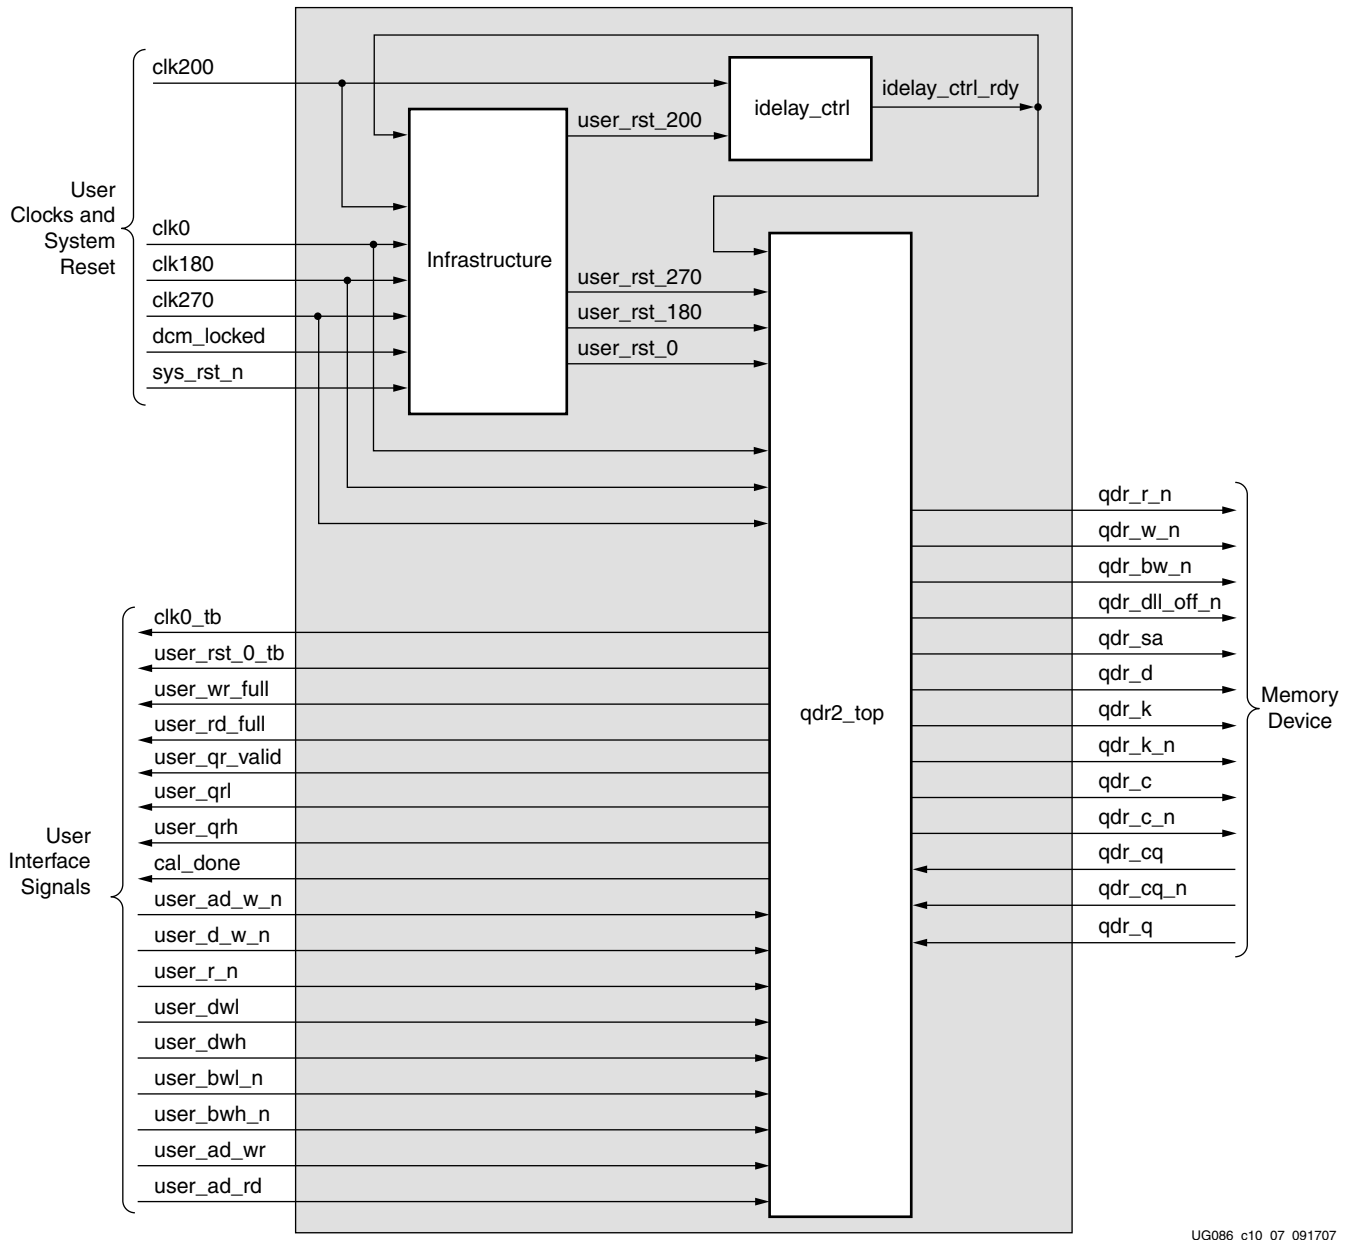 clk200
idelay_ctrl
idelay_ctrl_rdy
user_rst_200
User
Clocks and
System
Reset
clk0
clk180
clk270
dcm_locked
sys_rst_n
Infrastructure
user_rst_270
user_rst_180
user_rst_0
qdr2_top
qdr_r_n
qdr_w_n
qdr_bw_n
qdr_dll_off_n
qdr_sa
qdr_d
qdr_k
qdr_k_n
qdr_c
qdr_c_n
qdr_cq
qdr_cq_n
qdr_q
Memory
Device
User
Interface
Signals
clk0_tb
user_rst_0_tb
user_wr_full
user_rd_full
user_qr_valid
user_qrl
user_qrh
cal_done
user_ad_w_n
user_d_w_n
user_r_n
user_dwl
user_dwh
user_bwl_n
user_bwh_n
user_ad_wr
user_ad_rd
UG086_c10_07_091707